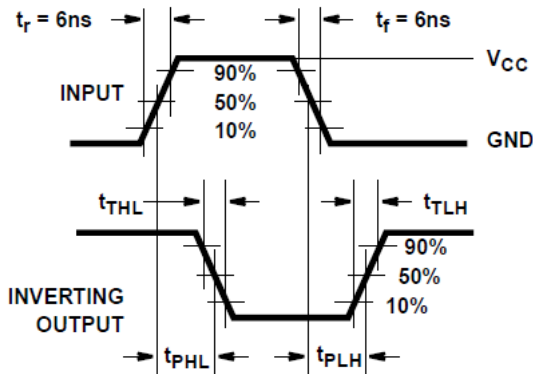 tr = 6ns
tf = 6ns
VCC
90%
INPUT
50%
10%
GND
tTHL
tTLH
90%
50%
INVERTING
OUTPUT
10%
tPHL
tPLH